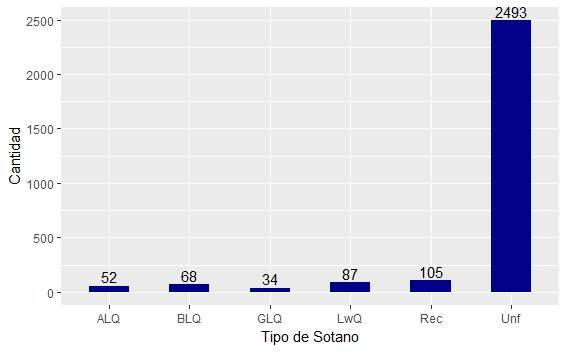 2493
2500
2000
1500
1000
500
0
Cantidad
52
68
34
87
105
ALQ
BLQ
GLQ
LwQ
Rec
Unf
Tipo de Sotano